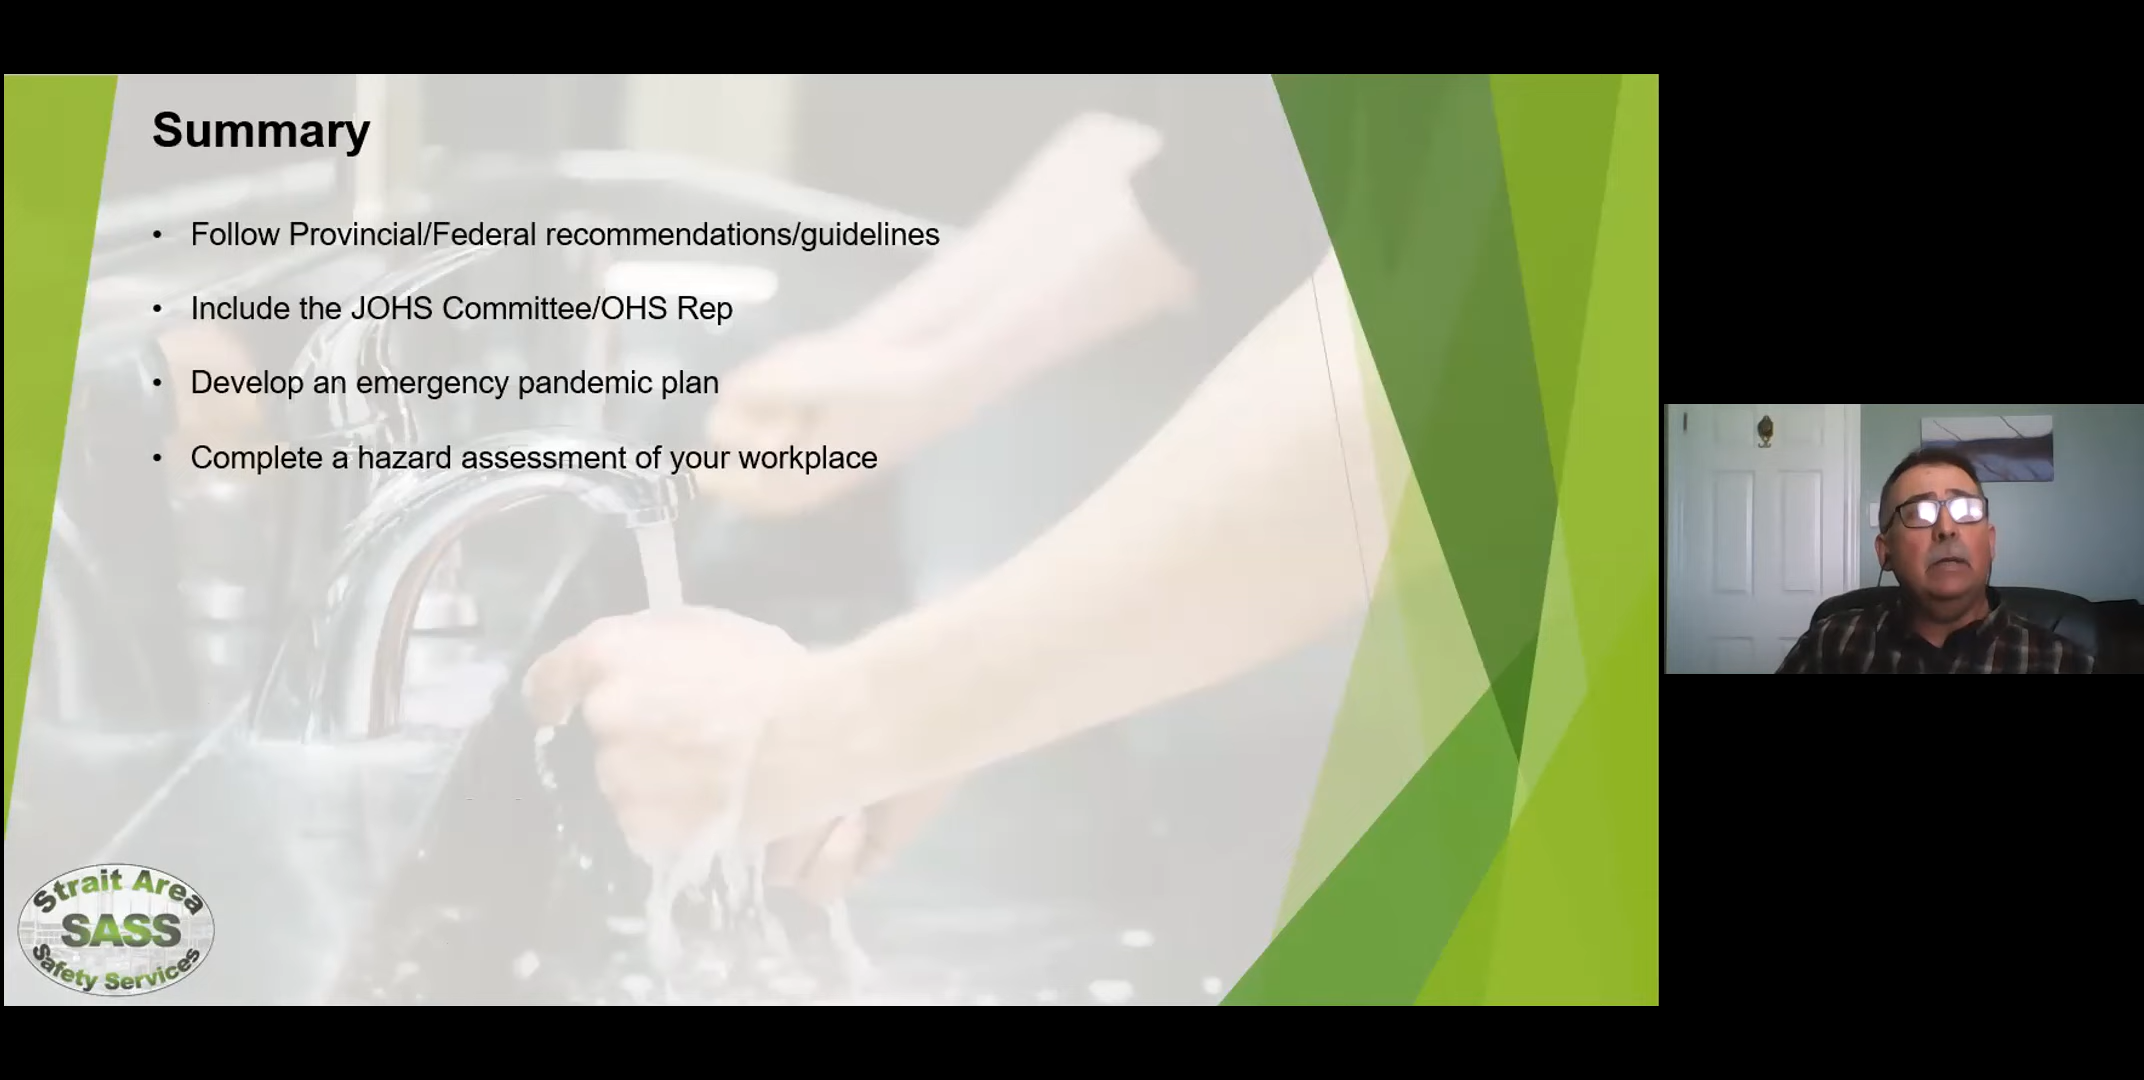 Summary
• Follow Provincial/Federal recommendations/guidelines
• Include the JOHS Committee/OHS Rep
• Develop an emergency pandemic plan
• Complete a hazard assessment of your workplace
Strait Area
SASS
Safety Services